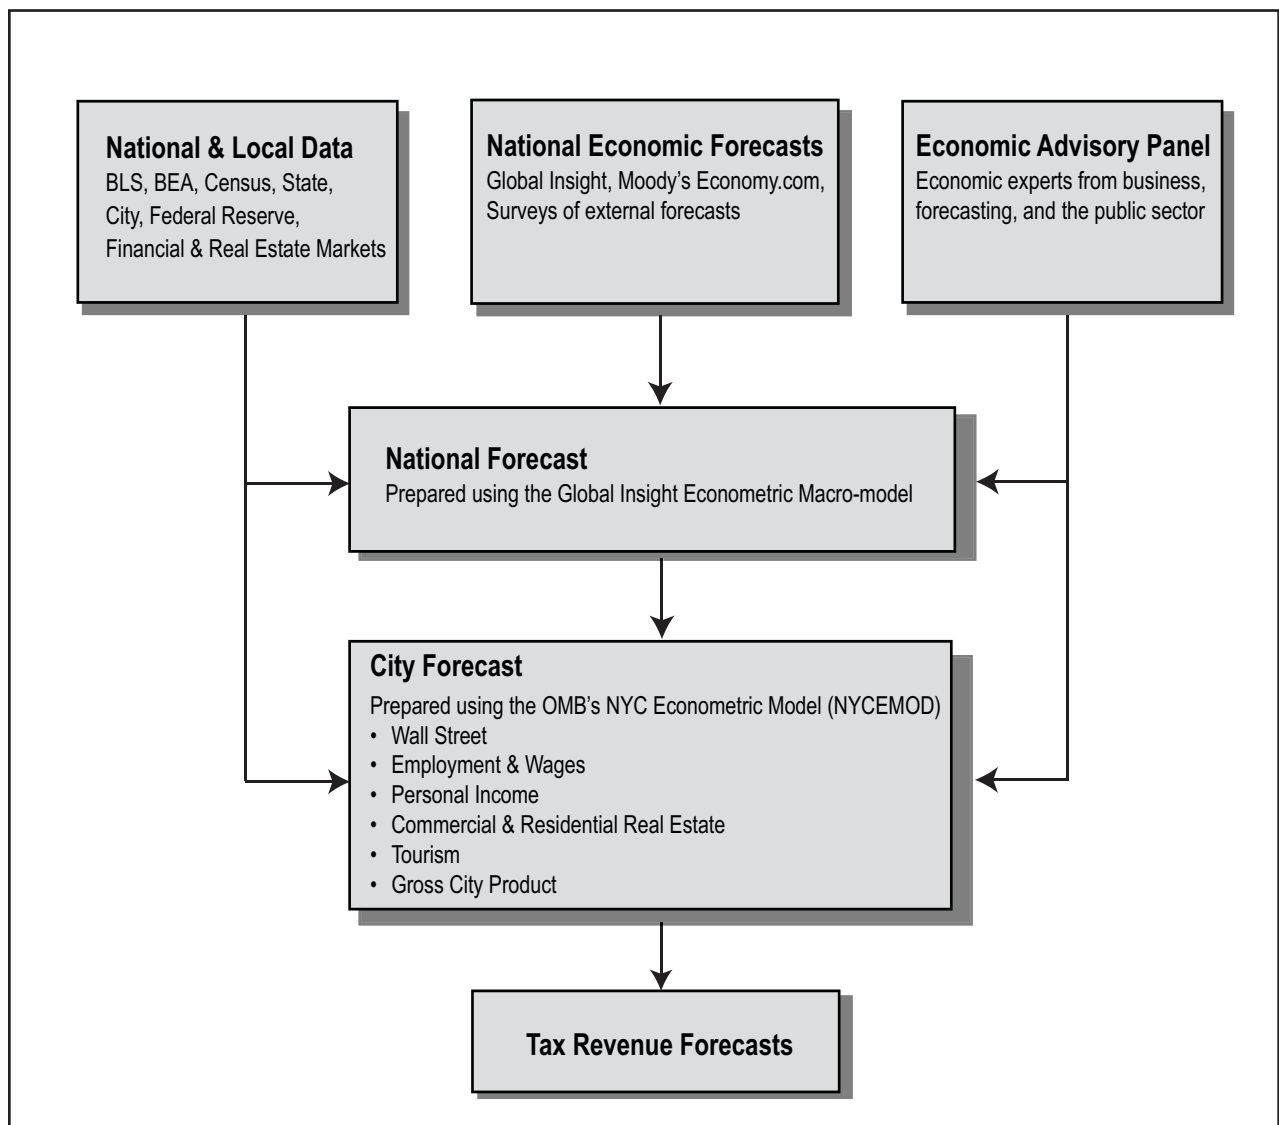 National & Local Data
BLS, BEA, Census, State,
City, Federal Reserve,
Financial & Real Estate Markets
National Economic Forecasts
Global Insight, Moody's Economy.com,
Surveys of external forecasts
Economic Advisory Panel
Economic experts from business,
forecasting, and the public sector
National Forecast
Prepared using the Global Insight Econometric Macro-model
City Forecast
Prepared using the OMB's NYC Econometric Model (NYCEMOD)
• Wall Street
• Employment & Wages
• Personal Income
• Commercial & Residential Real Estate
• Tourism
• Gross City Product
Tax Revenue Forecasts